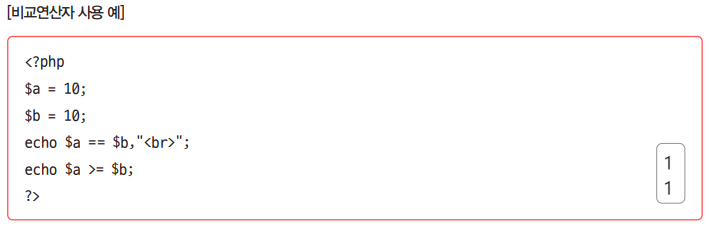 [비교연산자 사용 예]
<?php
$a = 10;
$b = 10;
echo $a == $b,"<br>";
echo $a >= $b;
?>
1
1